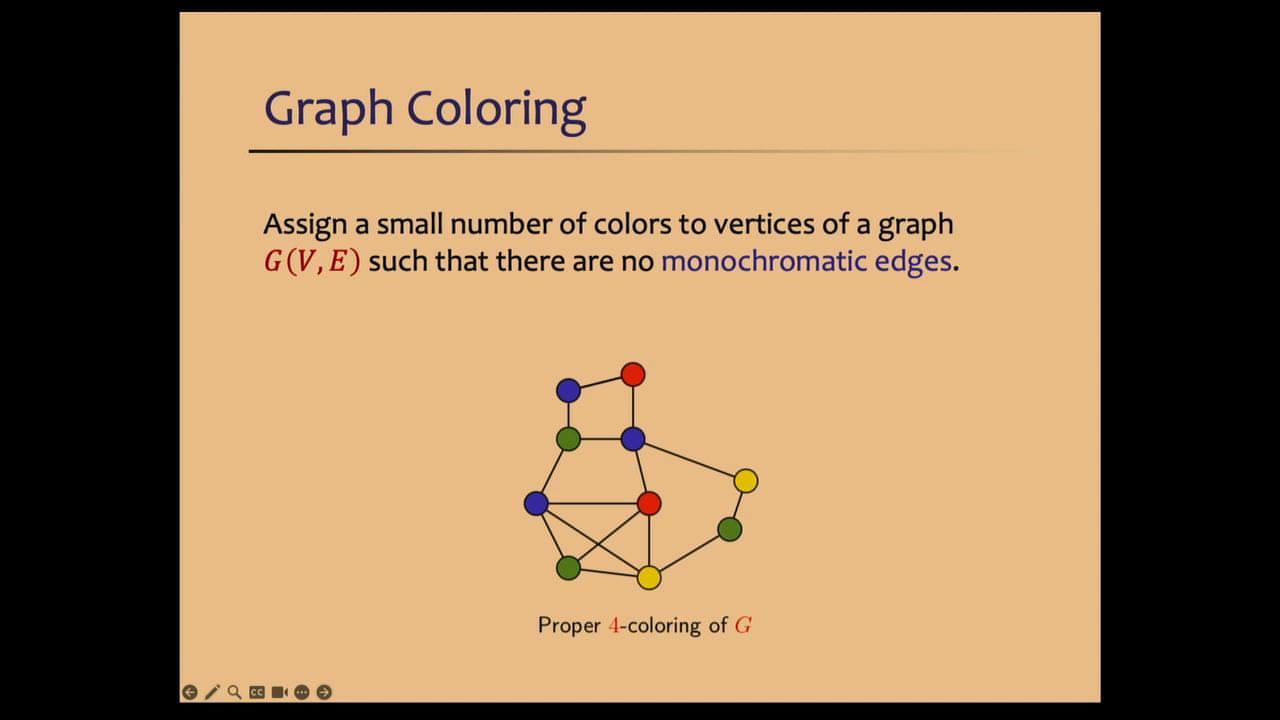 Graph Coloring
Assign a small number of colors to vertices of a graph
G(V, E) such that there are no monochromatic edges.
Proper 4-coloring of G
CC